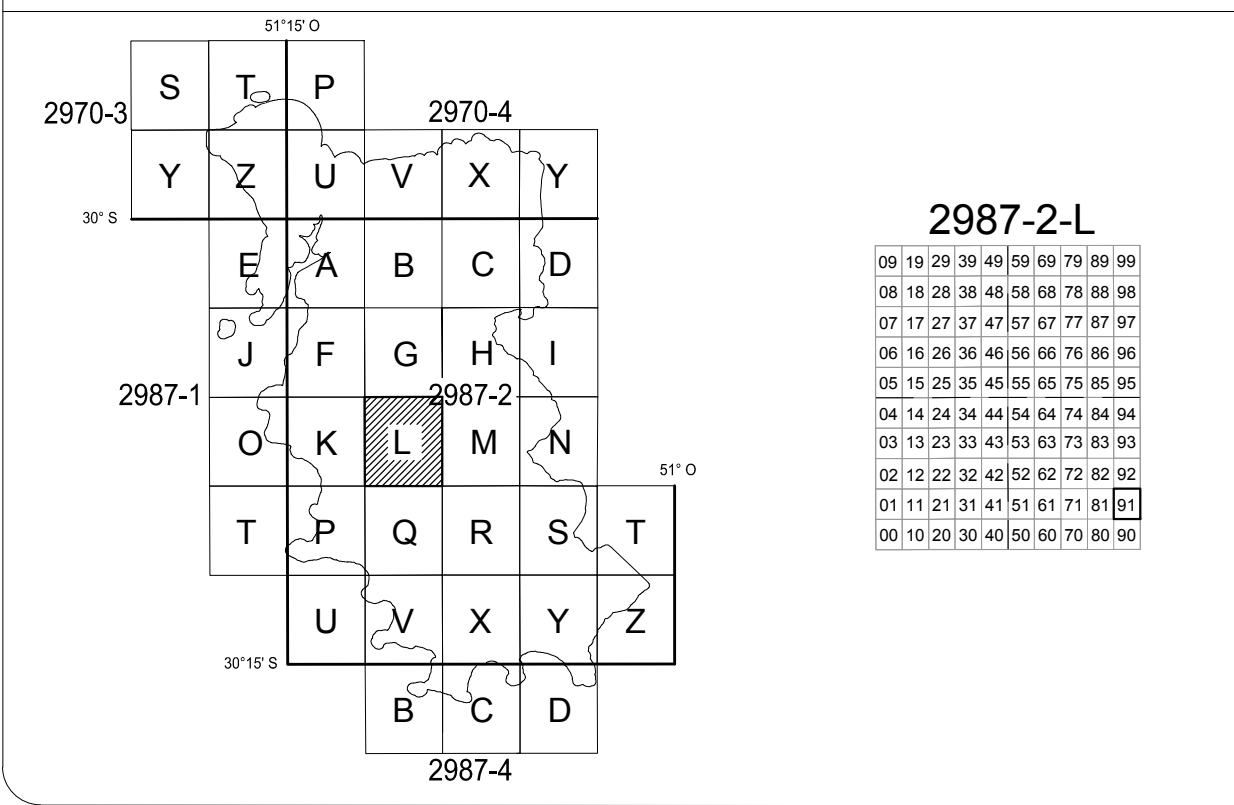 51°15' O
S T P
2970-3
2970-4
Y Z U V X Y
30° S
E A B C D
J F G H I
2987-1
2987-2
O K L M N
51° O
T P Q R S T
U V X Y Z
30°15' S
B C D
2987-4
2987-2-L
09 19 29 39 49 59 69 79 89 99
08 18 28 38 48 58 68 78 88 98
07 17 27 37 47 57 67 77 87 97
06 16 26 36 46 56 66 76 86 96
05 15 25 35 45 55 65 75 85 95
04 14 24 34 44 54 64 74 84 94
03 13 23 33 43 53 63 73 83 93
02 12 22 32 42 52 62 72 82 92
01 11 21 31 41 51 61 71 81 91
00 10 20 30 40 50 60 70 80 90